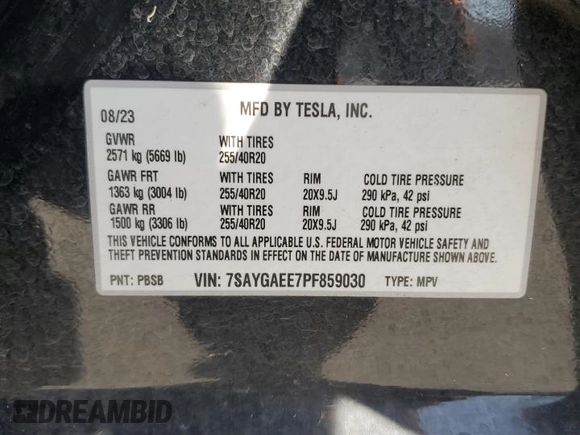 08/23 MFD BY TESLA, INC.
GVWR WITH TIRES
2571 kg (5669 lb) 255/40R20
GAWR FRT WITH TIRES RIM COLD TIRE PRESSURE
1363 kg (3004 lb) 255/40R20 20X9.5J 290 kPa, 42 psi
GAWR RR WITH TIRES RIM COLD TIRE PRESSURE
1500 kg (3306 lb) 255/40R20 20X9.5J 290 kPa, 42 psi
THIS VEHICLE CONFORMS TO ALL APPLICABLE U.S. FEDERAL MOTOR VEHICLE SAFETY AND
THEFT PREVENTION STANDARDS IN EFFECT ON THE DATE OF MANUFACTURE SHOWN ABOVE.
PNT: PBSB VIN: 7SAYGAEE7PF859030 TYPE: MPV
DREAMBID